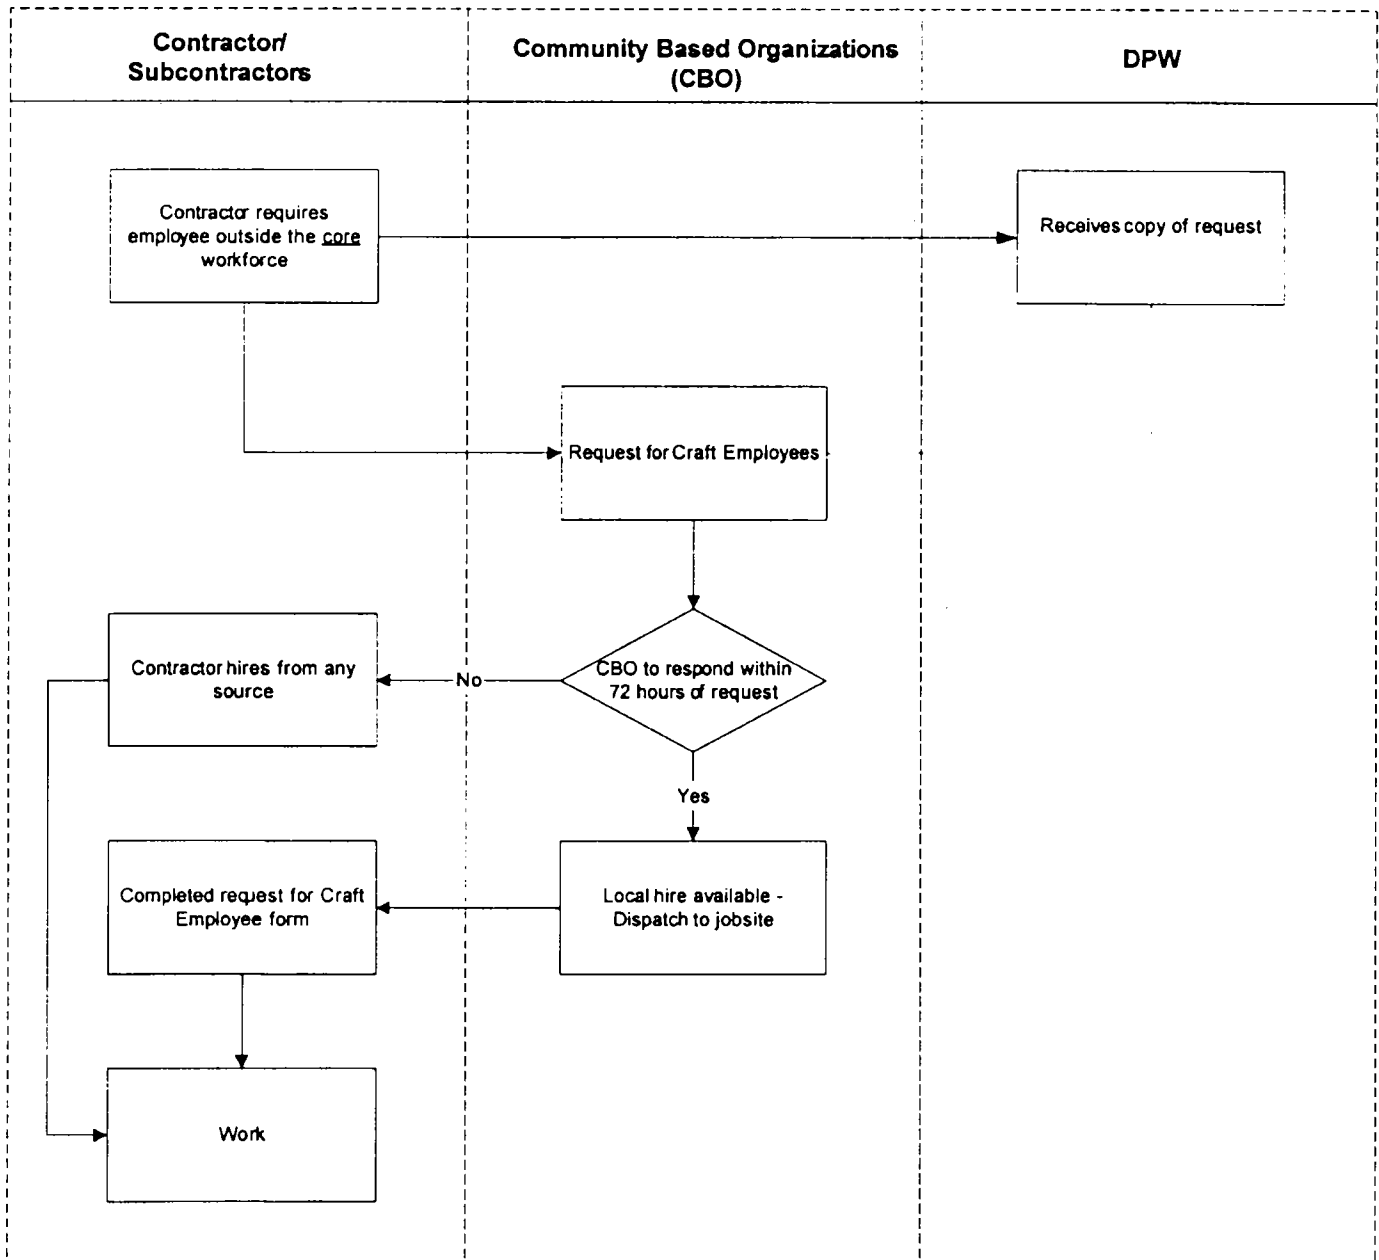 Contractor/
Subcontractors
Community Based Organizations
(CBO)
DPW
Contractor requires
employee outside the core
workforce
Receives copy of request
Request for Craft Employees
CBO to respond within
72 hours of request
No
Contractor hires from any
source
Yes
Local hire available -
Dispatch to jobsite
Completed request for Craft
Employee form
Work